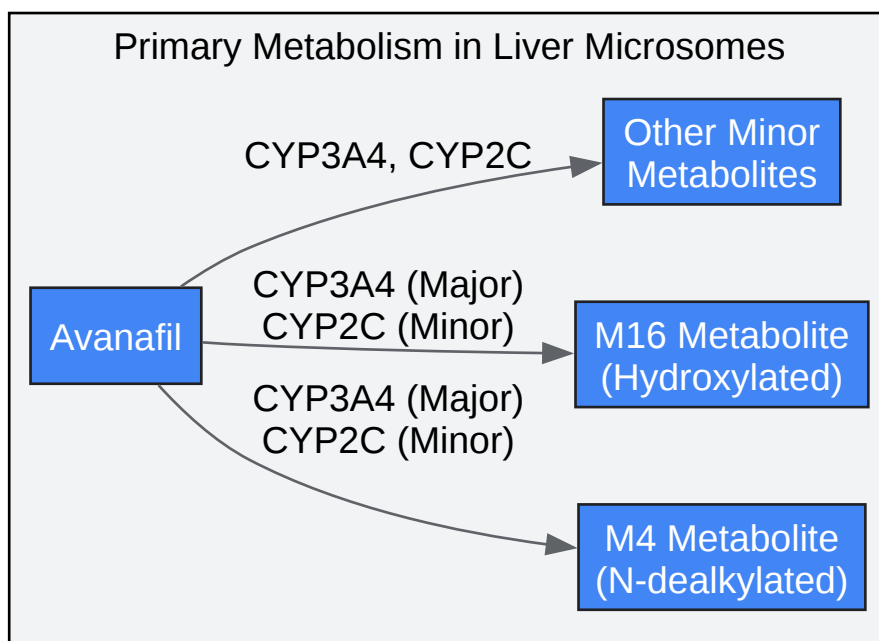 Primary Metabolism in Liver Microsomes
Other Minor
Metabolites
CYP3A4, CYP2C
Avanafil
CYP3A4 (Major)
CYP2C (Minor)
M16 Metabolite
(Hydroxylated)
CYP3A4 (Major)
CYP2C (Minor)
M4 Metabolite
(N-dealkylated)